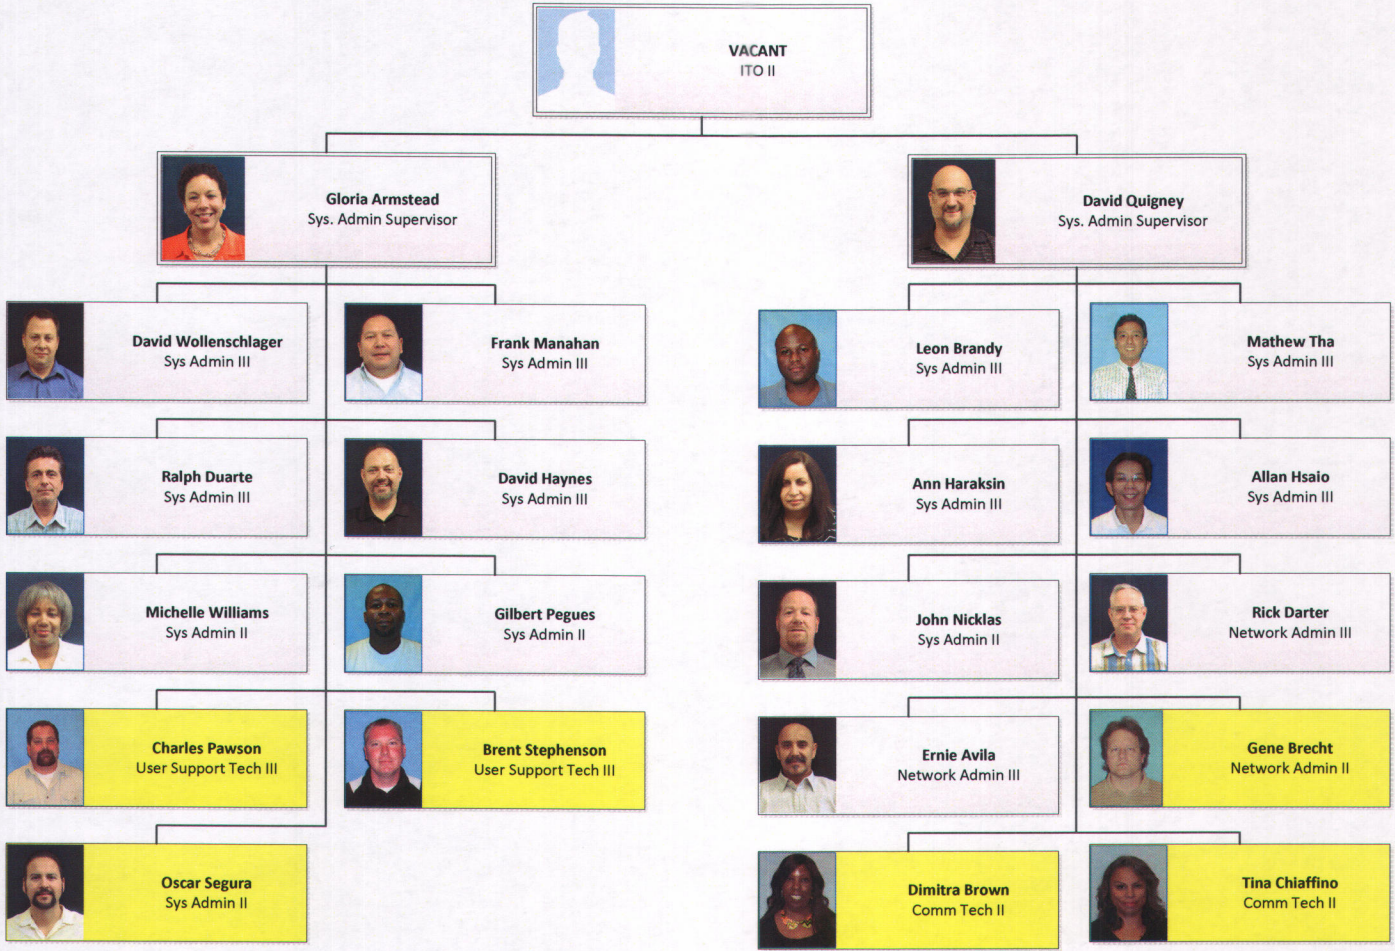 VACANT
ITO II
Gloria Armstead
Sys. Admin Supervisor
David Quigney
Sys. Admin Supervisor
David Wollenschlager
Sys Admin III
Frank Manahan
Sys Admin III
Leon Brandy
Sys Admin III
Mathew Tha
Sys Admin III
Ralph Duarte
Sys Admin III
David Haynes
Sys Admin III
Ann Haraksin
Sys Admin III
Allan Hsaio
Sys Admin III
Michelle Williams
Sys Admin II
Gilbert Pegues
Sys Admin II
John Nicklas
Sys Admin II
Rick Darter
Network Admin III
Charles Pawson
User Support Tech III
Brent Stephenson
User Support Tech III
Ernie Avila
Network Admin III
Gene Brecht
Network Admin II
Oscar Segura
Sys Admin II
Dimitra Brown
Comm Tech II
Tina Chiaffino
Comm Tech II